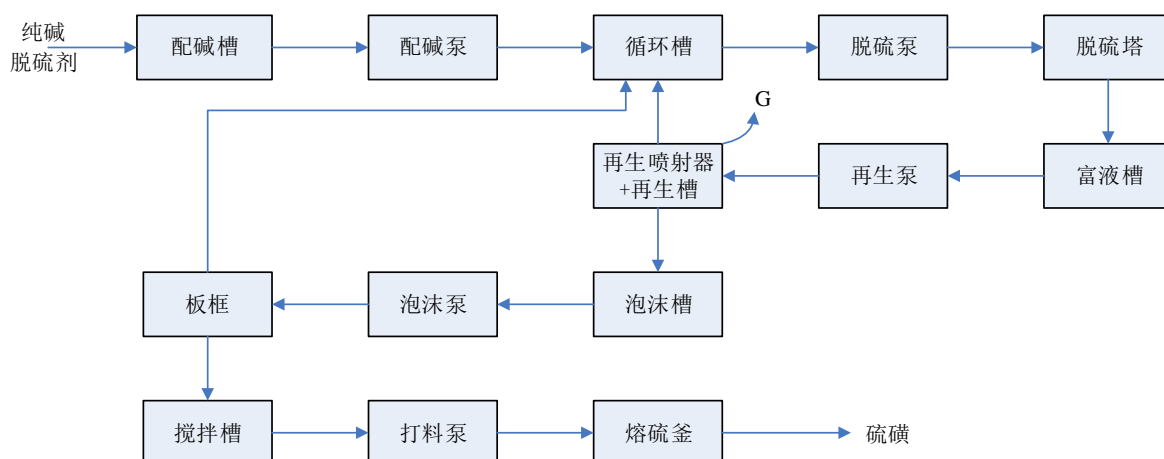 纯碱
脱硫剂
配碱槽
配碱泵
循环槽
脱硫泵
脱硫塔
G
再生喷射器
+再生槽
再生泵
富液槽
板框
泡沫泵
泡沫槽
搅拌槽
打料泵
熔硫釜
硫磺